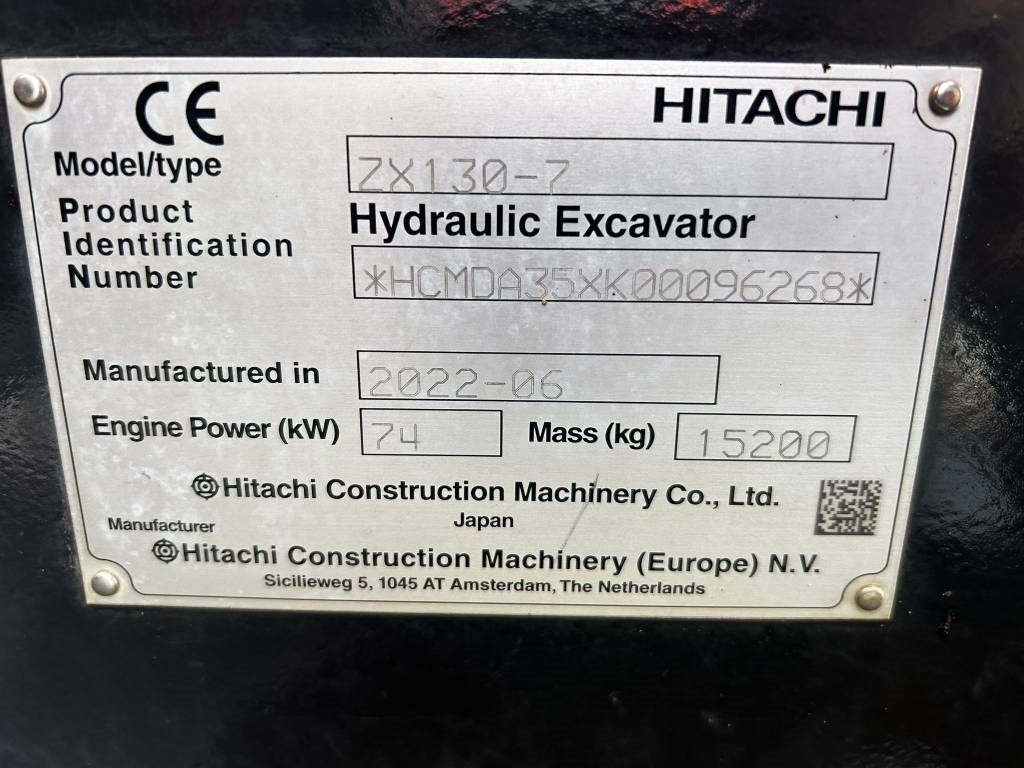 CE HITACHI
Model/type ZX130-7
Hydraulic Excavator
Product
Identification
Number *HCMDA35XK00096268*
Manufactured in 2022-06
Engine Power (kW) 74 Mass (kg) 15200
Hitachi Construction Machinery Co., Ltd.
Japan
Manufacturer
Hitachi Construction Machinery (Europe) N.V.
Sicilieweg 5, 1045 AT Amsterdam, The Netherlands